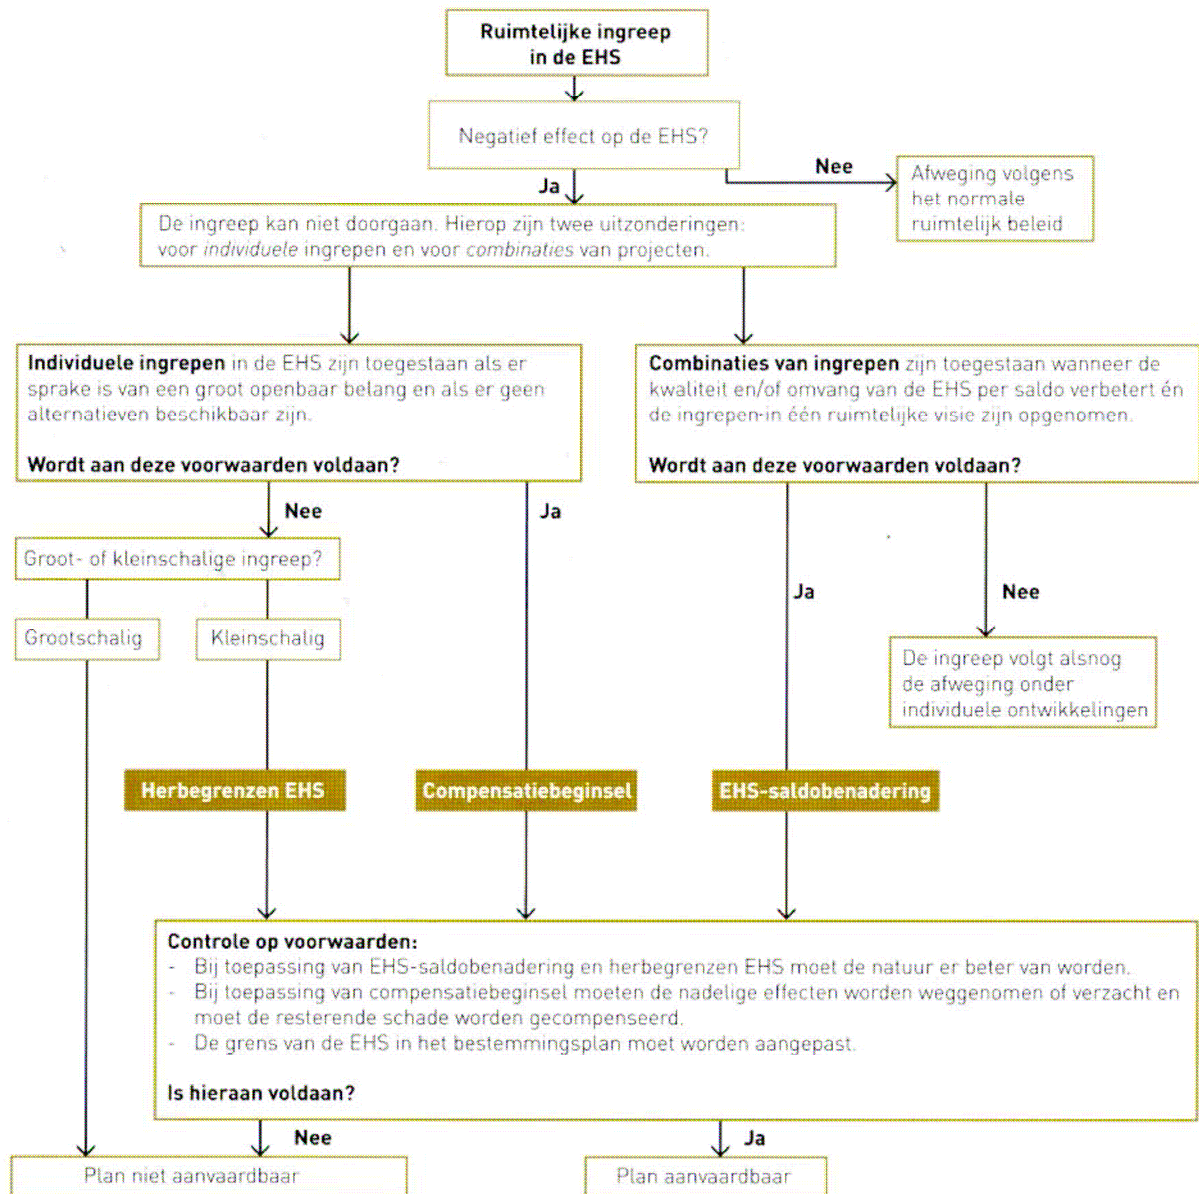 Ruimtelijke ingreep
in de EHS
Negatief effect op de EHS?
Nee
Ja
Afweging volgens
het normale
ruimtelijk beleid
De ingreep kan niet doorgaan. Hierop zijn twee uitzonderingen:
voor individuele ingrepen en voor combinaties van projecten.
Individuele ingrepen in de EHS zijn toegestaan als er
sprake is van een groot openbaar belang en als er geen
alternatieven beschikbaar zijn.
Wordt aan deze voorwaarden voldaan?
Combinaties van ingrepen zijn toegestaan wanneer de
kwaliteit en/of omvang van de EHS per saldo verbetert én
de ingrepen in één ruimtelijke visie zijn opgenomen.
Wordt aan deze voorwaarden voldaan?
Nee
Ja
Groot- of kleinschalige ingreep?
Ja
Nee
Grootschalig
Kleinschalig
De ingreep volgt alsnog
de afweging onder
individuele ontwikkelingen
Herbegrenzen EHS
Compensatiebeginsel
EHS-saldobenadering
Controle op voorwaarden:
- Bij toepassing van EHS-saldobenadering en herbegrenzen EHS moet de natuur er beter van worden.
- Bij toepassing van compensatiebeginsel moeten de nadelige effecten worden weggenomen of verzacht en
moet de resterende schade worden gecompenseerd.
- De grens van de EHS in het bestemmingsplan moet worden aangepast.
Is hieraan voldaan?
Nee
Ja
Plan niet aanvaardbaar
Plan aanvaardbaar